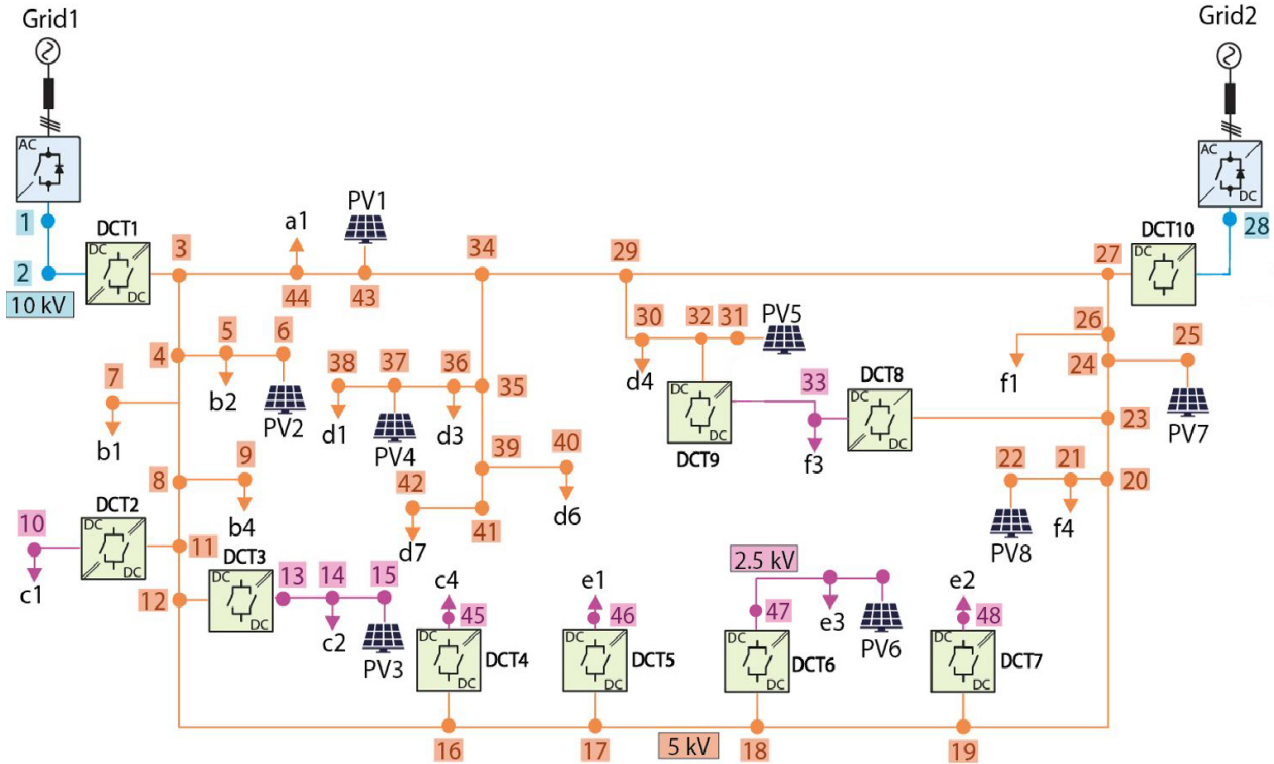 Grid1
Grid2
AC
AC
DC
PV1
a1
1
DCT1
3
34
29
27
DCT10
28
2
DC
DC
44
43
DC
DC
10 kV
4
5
6
30
32
31
PV5
26
25
7
38
37
36
35
d4
DC
DC
33
DCT8
DC
DC
f1
24
b2
PV2
b1
d1
PV4
d3
DCT9
f3
23
PV7
8
9
42
39
40
22
21
20
DCT2
b4
d7
41
d6
PV8
f4
10
DC
DC
11
DCT3
c1
12
DC
DC
13
14
15
c4
e1
2.5 kV
e2
45
46
47
48
c2
PV3
e3
PV6
DC
DC
DCT4
DC
DC
DCT5
DC
DC
DCT6
DC
DC
DCT7
16
17
5 kV
18
19